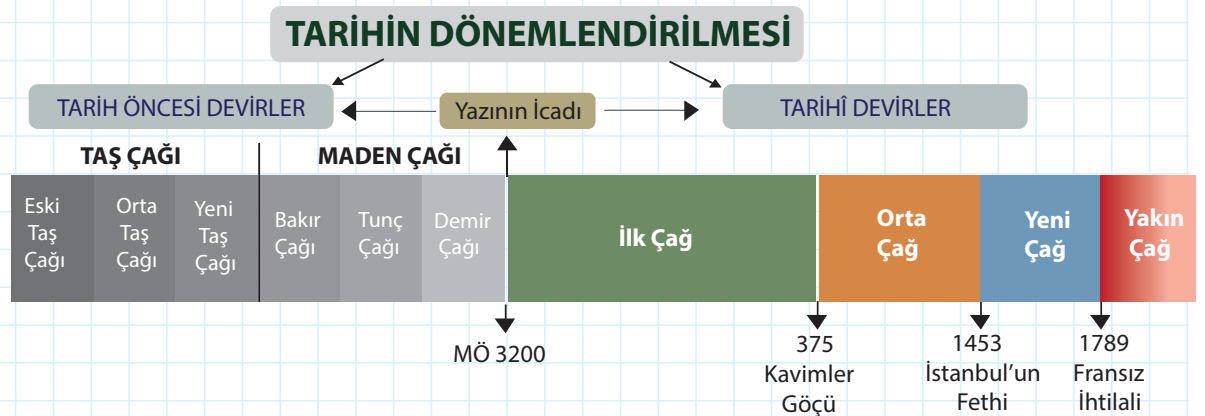 TARİHİN DÖNEMLENDİRİLMESİ
TARİH ÖNCESİ DEVİRLER
Yazının İcadı
TARİHÎ DEVİRLER
TAŞ ÇAĞI
MADEN ÇAĞI
Eski
Taş
Çağı
Orta
Taş
Çağı
Yeni
Taş
Çağı
Bakır
Çağı
Tunç
Çağı
Demir
Çağı
İlk Çağ
Orta
Çağ
Yeni
Çağ
Yakın
Çağ
MÖ 3200
375
Kavimler
Göçü
1453
İstanbul’un
Fethi
1789
Fransız
İhtilali